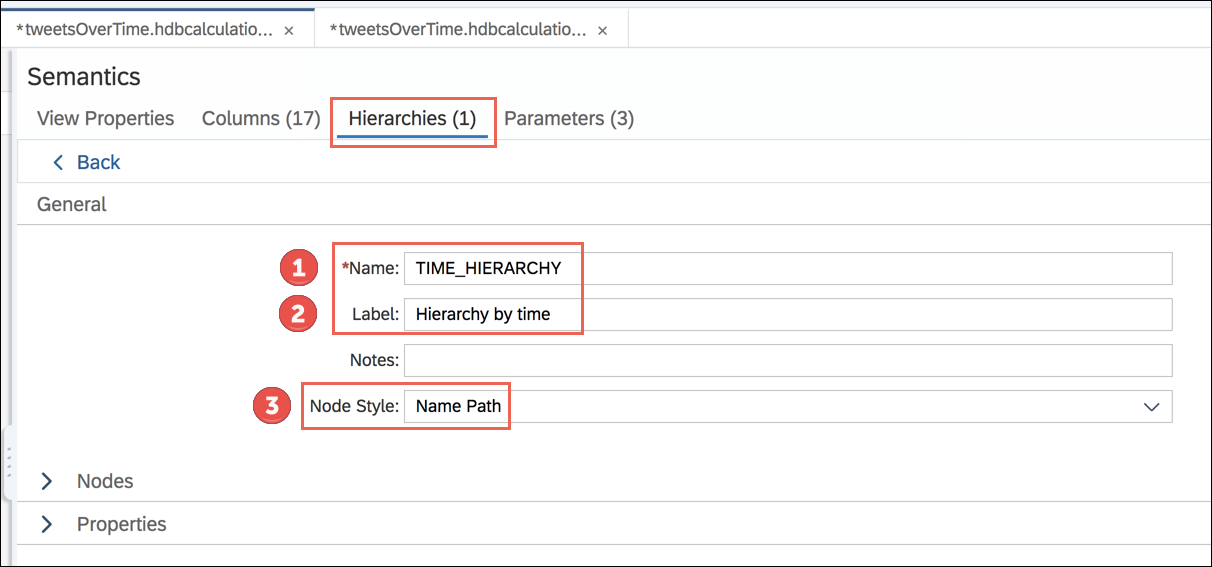 *tweetsOverTime.hdbcalculatio... × *tweetsOverTime.hdbcalculatio... ×
Semantics
View Properties Columns (17) Hierarchies (1) Parameters (3)
Back
General
1 *Name: TIME_HIERARCHY
2 Label: Hierarchy by time
Notes:
3 Node Style: Name Path
Nodes
Properties